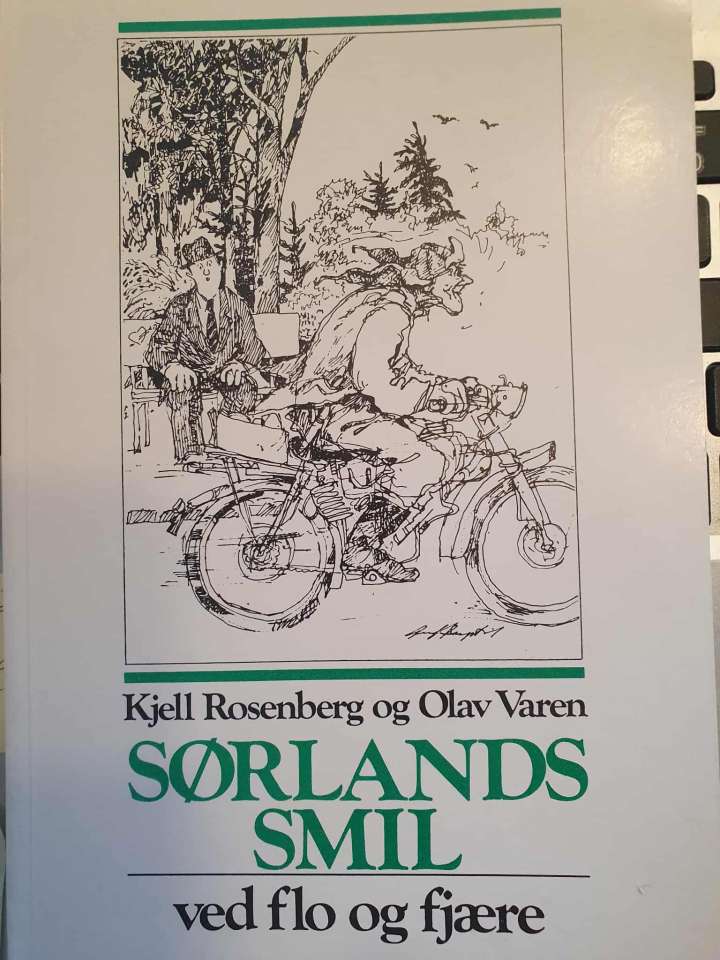 Kjell Rosenberg og Olav Varen
SØRLANDS
SMIL
ved flo og fjære